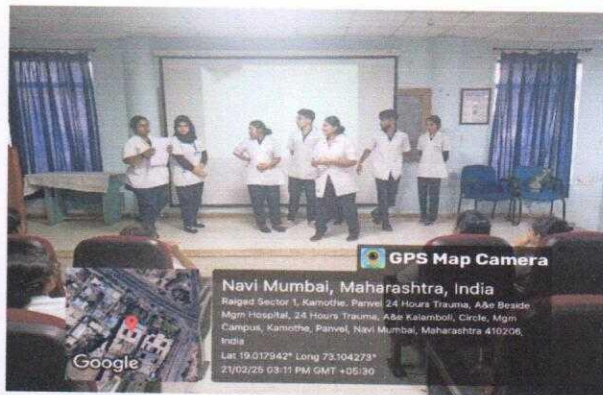 GPS Map Camera
Navi Mumbai, Maharashtra, India
Raigad Sector 1, Kamothe, Panvel 24 Hours Trauma, A&e Beside
Mgm Hospital, 24 Hours Trauma, A&e Kalamboli, Circle, Mgm
Campus, Kamothe, Panvel, Navi Mumbai, Maharashtra 410206,
India
Lat 19.017942° Long 73.104273°
21/02/25 03:11 PM GMT +05:30
Google